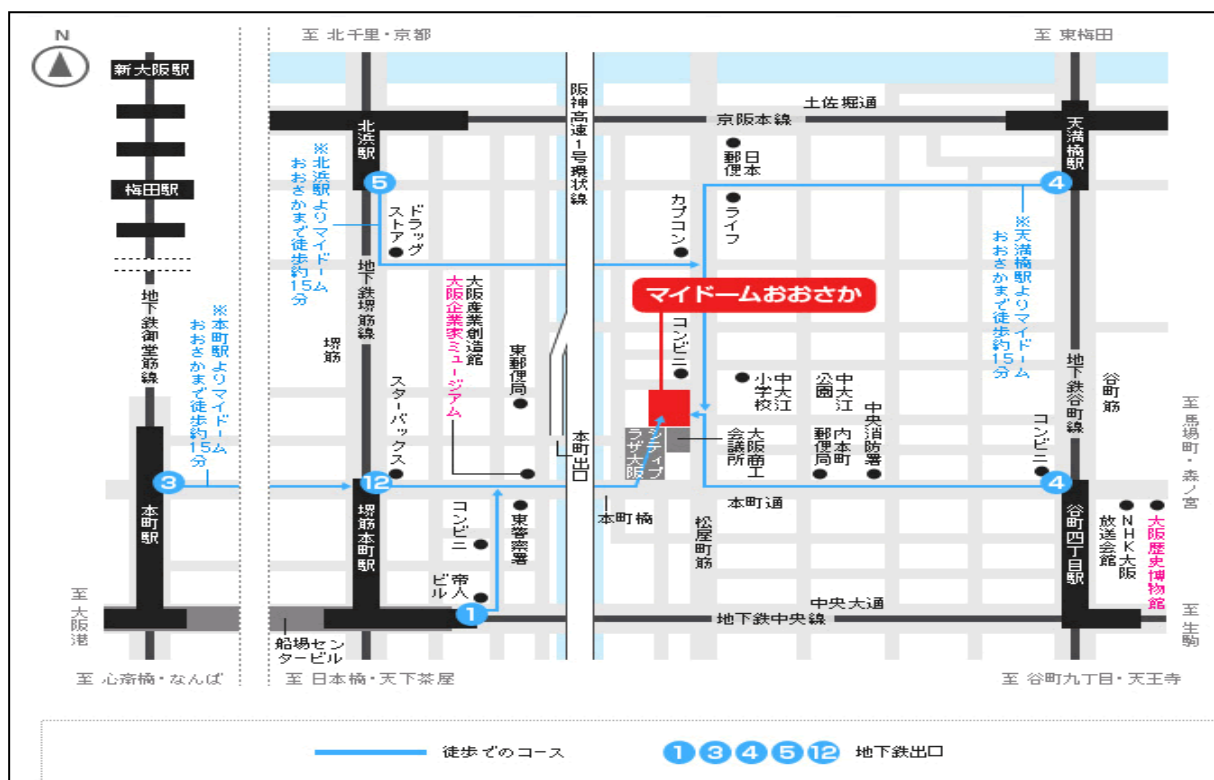 N
至 北千里・京都
至 東梅田
新大阪駅
梅田駅
地下鉄御堂筋線
※本町駅よりマイドーム
おおさかまで徒歩約15分
3
本町駅
至 大阪港
至 心斎橋・なんば
北浜駅
5
※北浜駅よりマイドーム
おおさかまで徒歩約15分
ドラッグ
ストア
地下鉄堺筋線
堺筋
大阪産業創造館
大阪企業家ミュージアム
スターバックス
東郵便局
12
堺筋本町駅
コンビニ
東警察署
帝人
ビル
1
船場セン
タービル
至 日本橋・天下茶屋
阪神高速1号環状線
本町出口
本町橋
土佐堀通
京阪本線
日本
郵便
ライフ
カプコン
マイドームおおさか
コンビニ
シティプ
ラザ大阪
大阪商工
会議所
中大江
小学校
中大江
公園
内本町
郵便局
中央消防署
本町通
松屋町筋
中央大通
地下鉄中央線
天満橋駅
4
※天満橋駅よりマイドーム
おおさかまで徒歩約15分
地下鉄谷町線
谷町筋
コンビニ
4
谷町四丁目駅
NHK大阪
放送会館
大阪歴史博物館
至 馬場町・森ノ宮
至 生駒
至 谷町九丁目・天王寺
徒歩でのコース
1 3 4 5 12 地下鉄出口